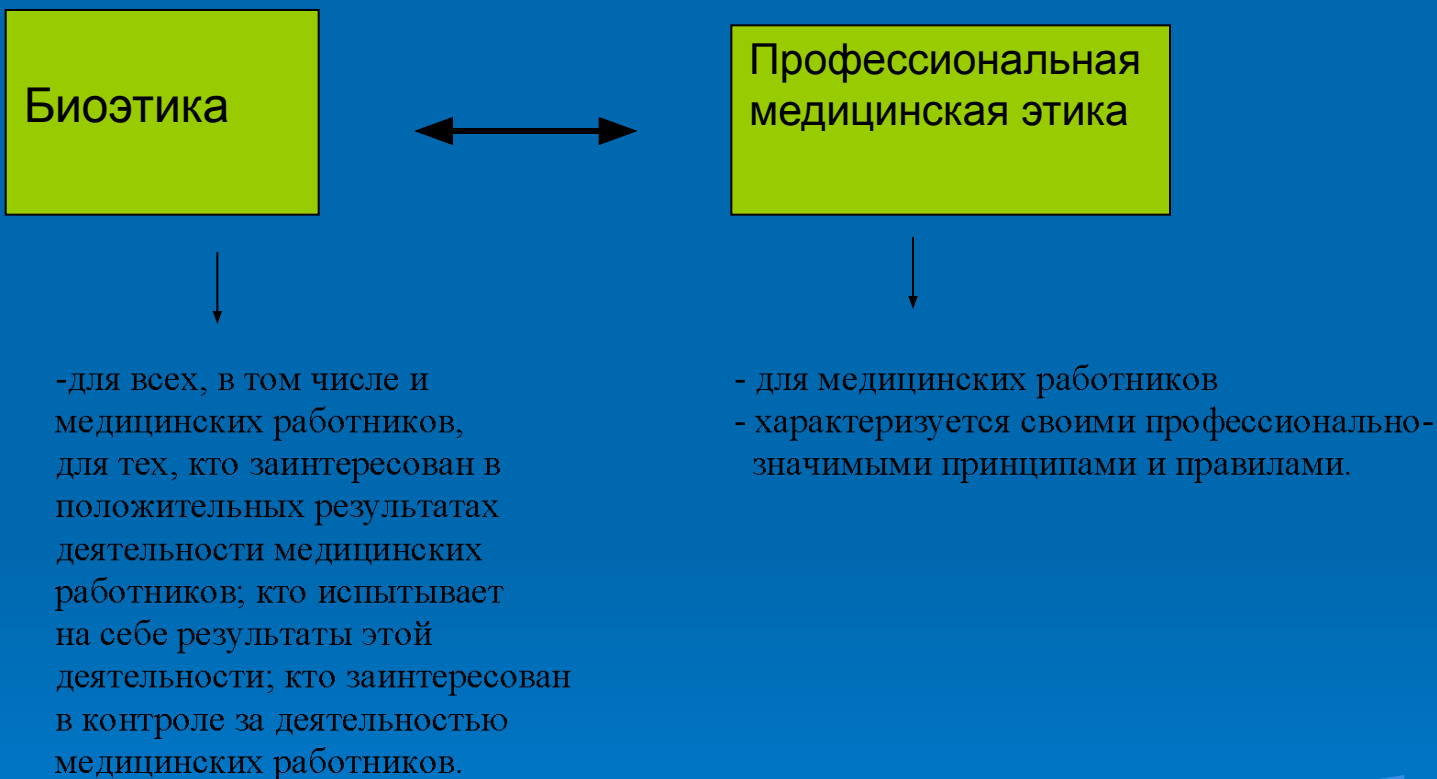 Биоэтика
Профессиональная
медицинская этика
-для всех, в том числе и
медицинских работников,
для тех, кто заинтересован в
положительных результатах
деятельности медицинских
работников; кто испытывает
на себе результаты этой
деятельности; кто заинтересован
в контроле за деятельностью
медицинских работников.
- для медицинских работников
- характеризуется своими профессионально-
значимыми принципами и правилами.